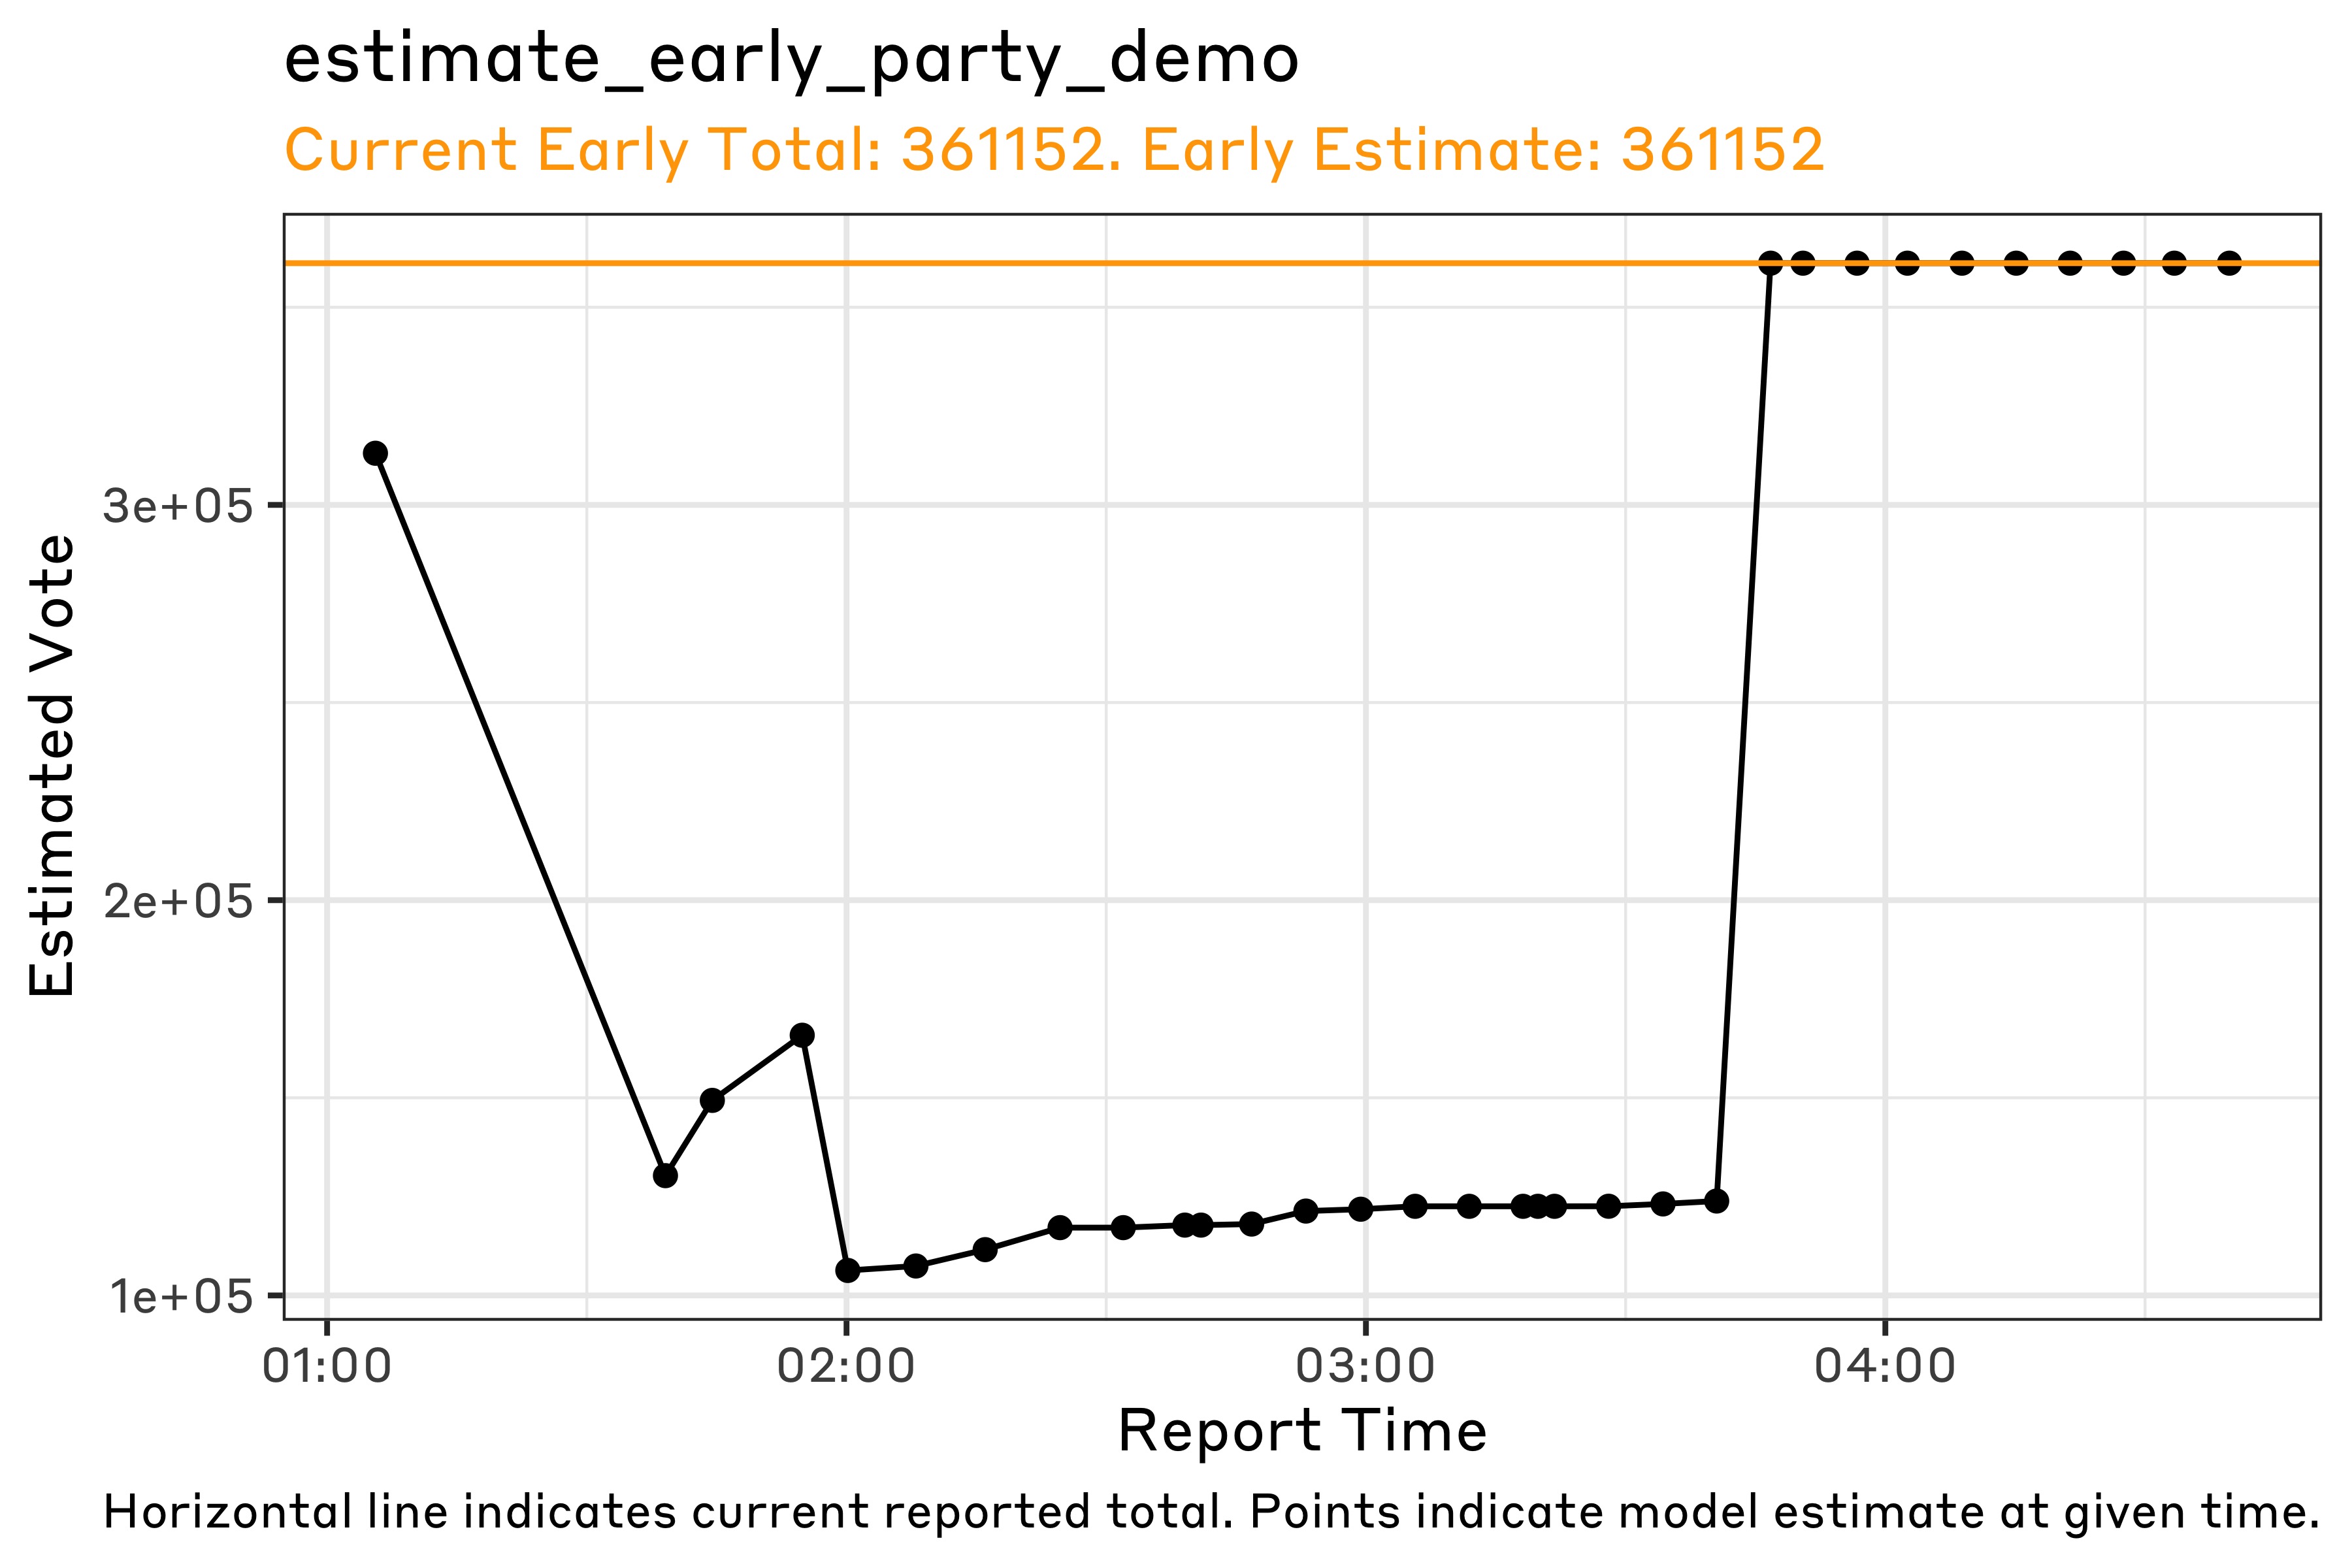 estimate_early_party_demo
Current Early Total: 361152. Early Estimate: 361152
Estimated Vote
3e+05
2e+05
1e+05
01:00 02:00 03:00 04:00
Report Time
Horizontal line indicates current reported total. Points indicate model estimate at given time.